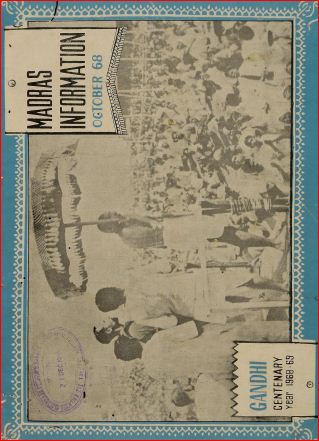 MADRAS
INFORMATION
OCTOBER 68
GANDHI
CENTENARY
Year 1968-69